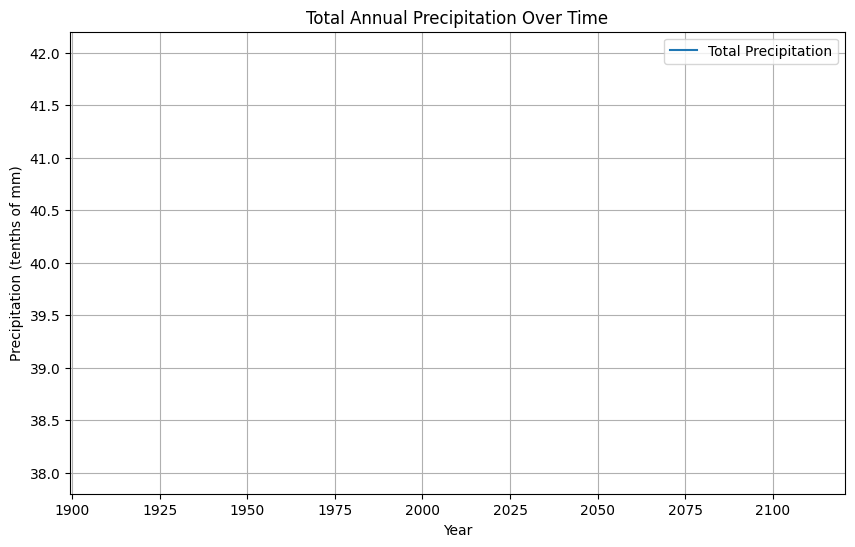 Total Annual Precipitation Over Time
Total Precipitation
Precipitation (tenths of mm)
42.0
41.5
41.0
40.5
40.0
39.5
39.0
38.5
38.0
1900 1925 1950 1975 2000 2025 2050 2075 2100
Year